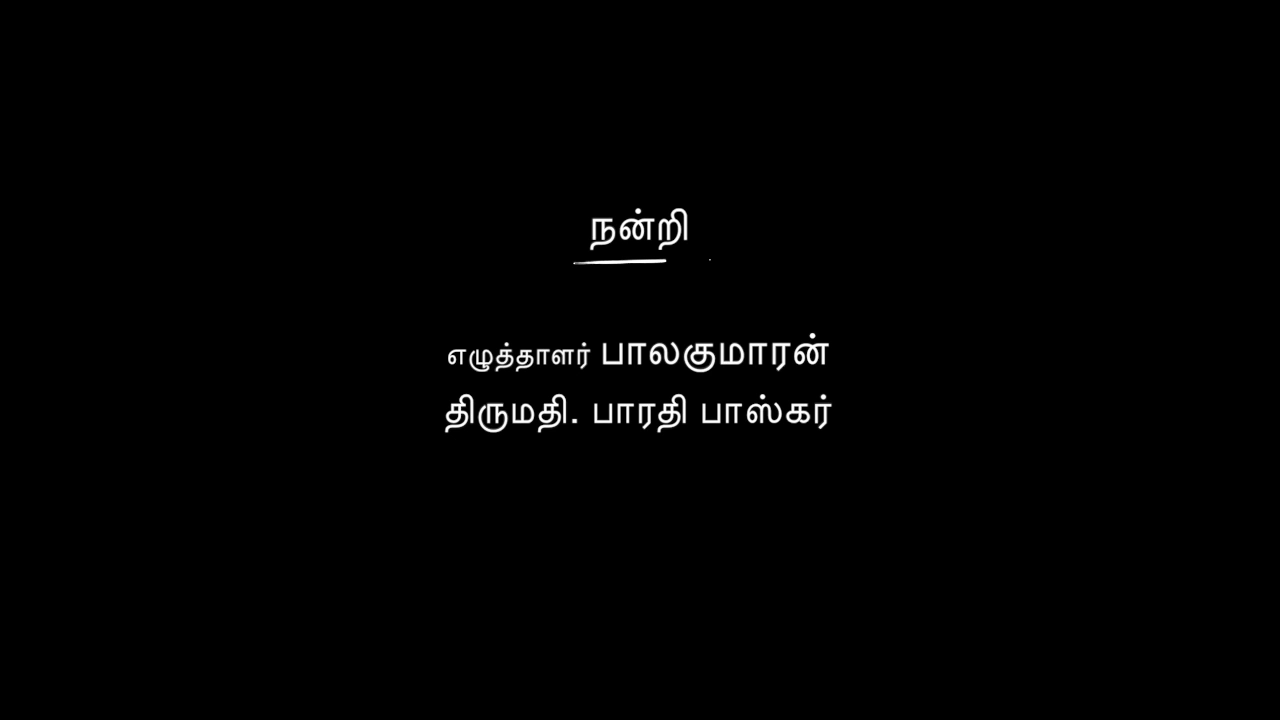 நன்றி
எழுத்தாளர் பாலகுமாரன்
திருமதி. பாரதி பாஸ்கர்